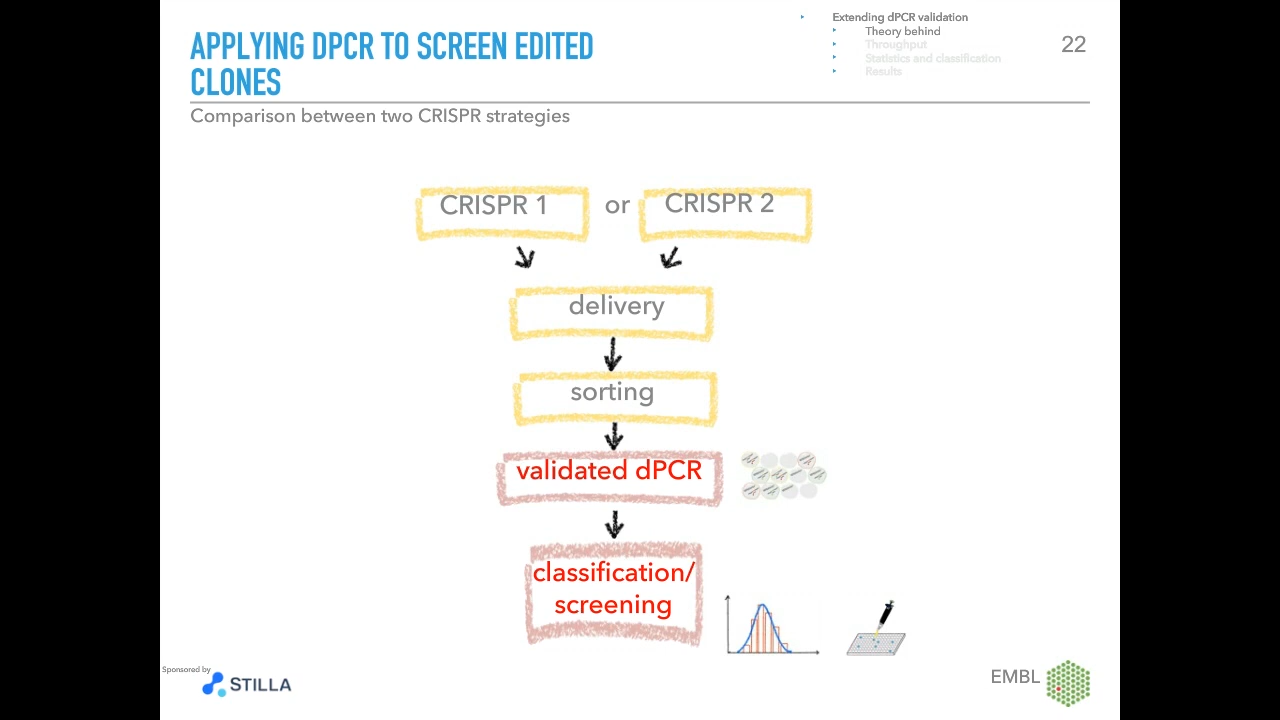 APPLYING DPCR TO SCREEN EDITED
CLONES
Extending dPCR validation
Theory behind
Throughput
Statistics and classification
Results
22
Comparison between two CRISPR strategies
CRISPR 1
or
CRISPR 2
delivery
sorting
validated dPCR
classification/
screening
Sponsored by
STILLA
EMBL